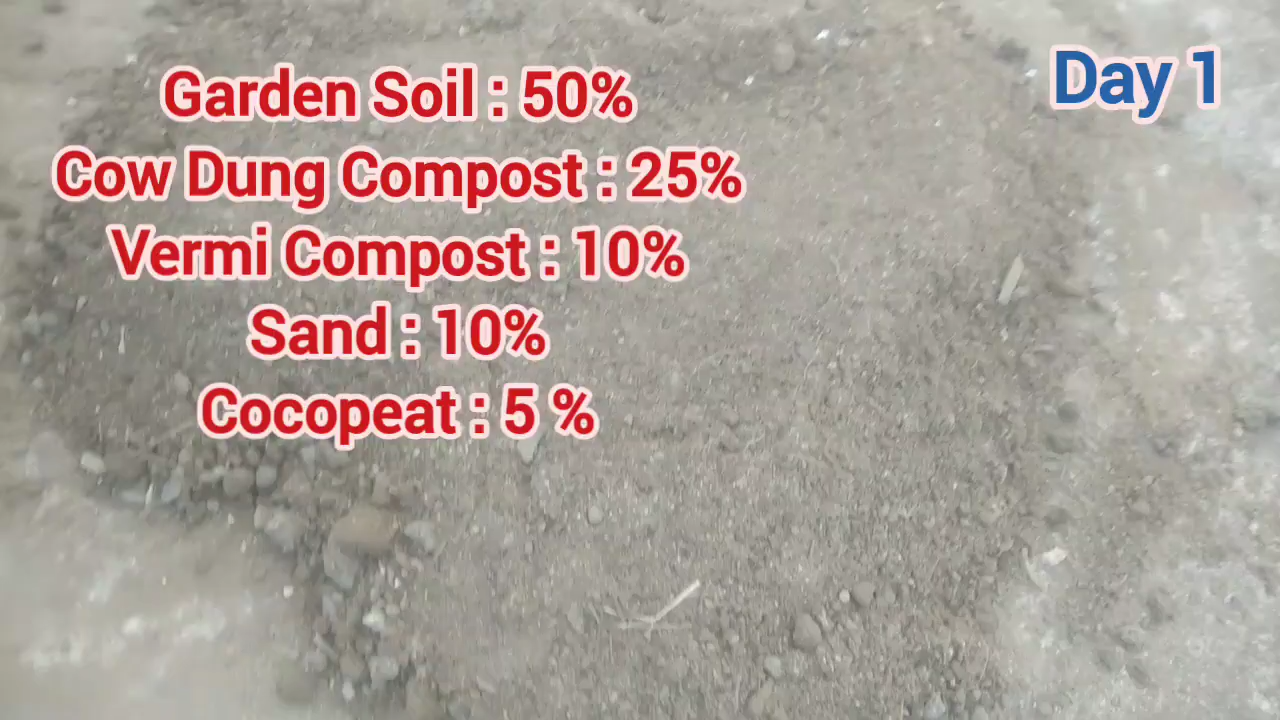 Day 1
Garden Soil : 50%
Cow Dung Compost : 25%
Vermi Compost : 10%
Sand : 10%
Cocopeat : 5 %